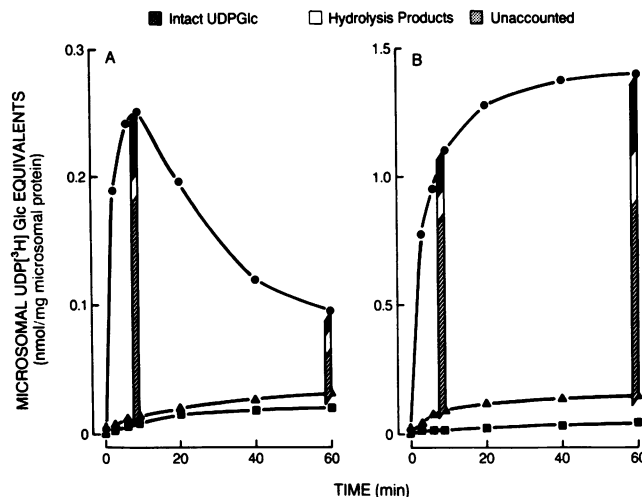 Intact UDPGlc Hydrolysis Products Unaccounted
A
B
MICROSOMAL UDP[³H] Glc EQUIVALENTS
(nmol/mg microsomal protein)
0.3
0.2
0.1
0
1.5
1.0
0.5
0
0 20 40 60
0 20 40 60
TIME (min)